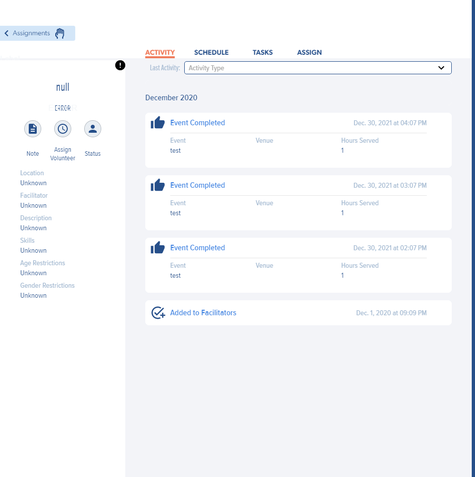 Assignments
ACTIVITY SCHEDULE TASKS ASSIGN
Last Activity: Activity Type
null
ERROR
Note Assign Volunteer Status
Location
Unknown
Facilitator
Unknown
Description
Unknown
Skills
Unknown
Age Restrictions
Unknown
Gender Restrictions
Unknown
December 2020
Event Completed Dec. 30, 2021 at 04:07 PM
Event Venue Hours Served
test 1
Event Completed Dec. 30, 2021 at 03:07 PM
Event Venue Hours Served
test 1
Event Completed Dec. 30, 2021 at 02:07 PM
Event Venue Hours Served
test 1
Added to Facilitators Dec. 1, 2020 at 09:09 PM